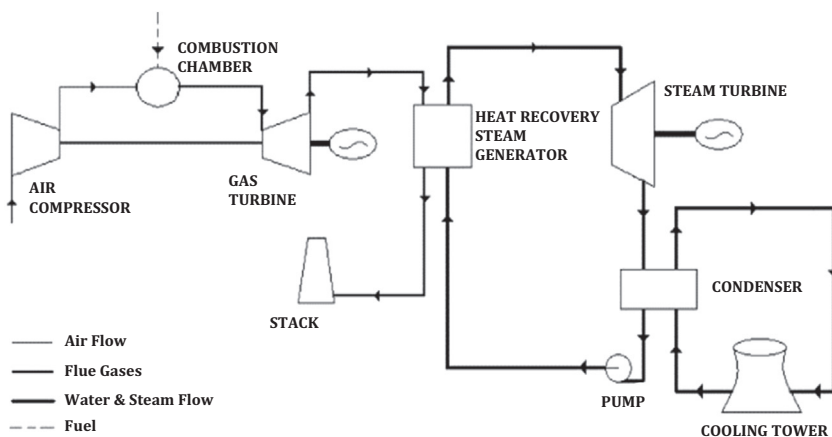 COMBUSTION
CHAMBER
AIR
COMPRESSOR
GAS
TURBINE
HEAT RECOVERY
STEAM
GENERATOR
STEAM TURBINE
STACK
CONDENSER
PUMP
COOLING TOWER
Air Flow
Flue Gases
Water & Steam Flow
Fuel